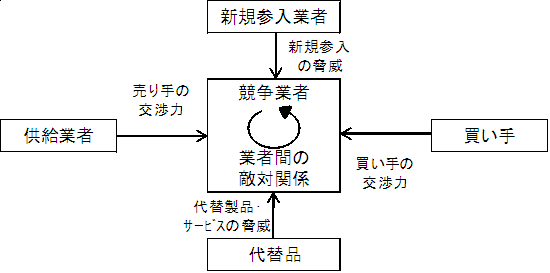 新規参入業者
新規参入
の脅威
競争業者
売り手の
交渉力
供給業者
業者間の
敵対関係
買い手
買い手の
交渉力
代替製品・
ｻｰﾋﾞｽの脅威
代替品